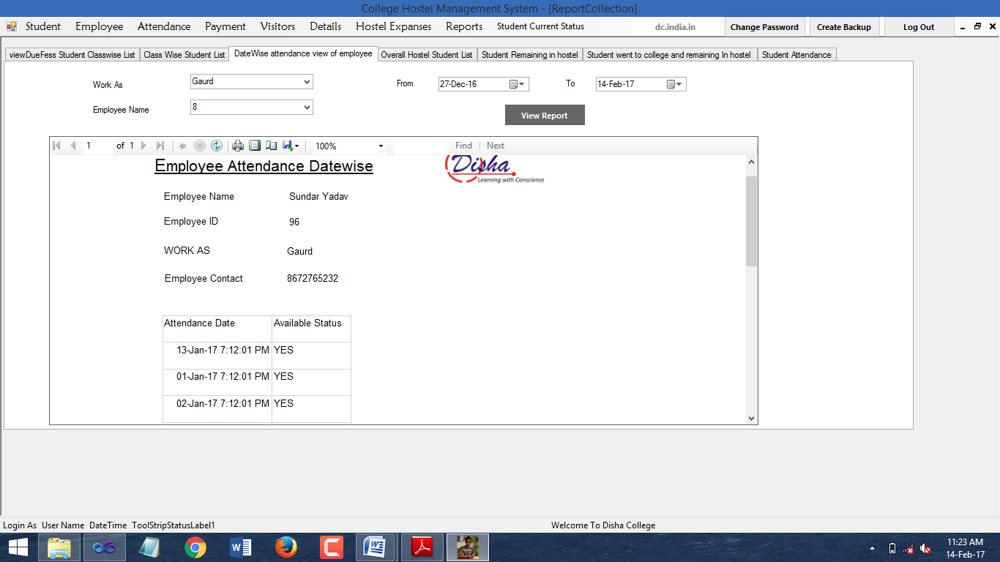 College Hostel Management System - [ReportCollection]
Student Employee Attendance Payment Visitors Details Hostel Expanses Reports Student Current Status dc.india.in Change Password Create Backup Log Out
viewDueFess Student Classwise List Class Wise Student List DateWise attendance view of employee Overall Hostel Student List Student Remaining in hostel Student went to college and remaining In hostel Student Attendance
Work As Gaurd From 27-Dec-16 To 14-Feb-17
Employee Name 8 View Report
1 of 1 100% Find | Next
Employee Attendance Datewise Disha
Learning with Conscience
Employee Name Sundar Yadav
Employee ID 96
WORK AS Gaurd
Employee Contact 8672765232
Attendance Date Available Status
13-Jan-17 7:12:01 PM YES
01-Jan-17 7:12:01 PM YES
02-Jan-17 7:12:01 PM YES
Login As User Name DateTime ToolStripStatusLabel1 Welcome To Disha College
11:23 AM
14-Feb-17